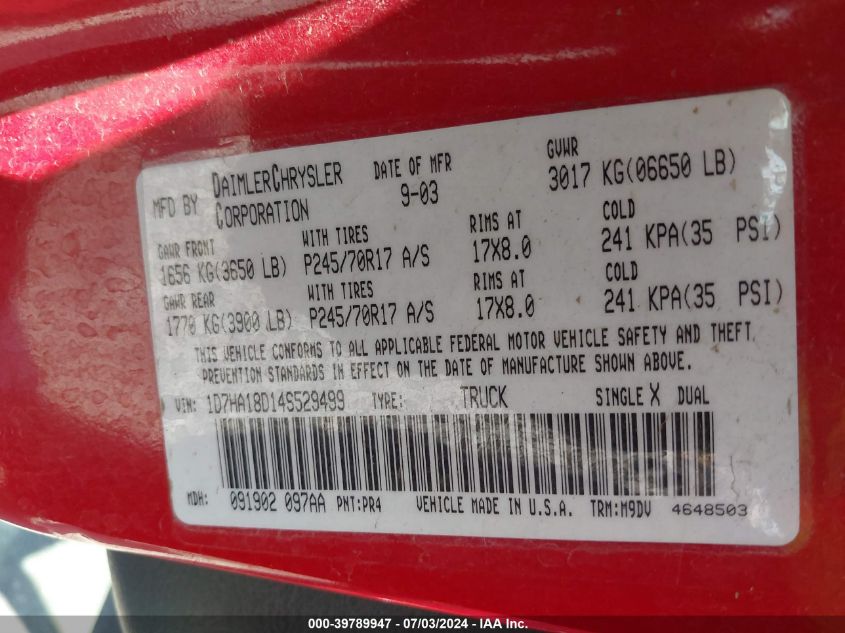 MFD BY DAIMLERCHRYSLER CORPORATION DATE OF MFR 9-03 GVWR 3017 KG(06650 LB)
GAWR FRONT WITH TIRES RIMS AT COLD
1656 KG(3650 LB) P245/70R17 A/S 17X8.0 241 KPA(35 PSI)
GAWR REAR WITH TIRES RIMS AT COLD
1770 KG(3900 LB) P245/70R17 A/S 17X8.0 241 KPA(35 PSI)
THIS VEHICLE CONFORMS TO ALL APPLICABLE FEDERAL MOTOR VEHICLE SAFETY AND THEFT
PREVENTION STANDARDS IN EFFECT ON THE DATE OF MANUFACTURE SHOWN ABOVE.
VIN: 1D7HA18D14S529499 TYPE: TRUCK SINGLE X DUAL
MDH: 091902 097AA PNT:PR4 VEHICLE MADE IN U.S.A. TRM:M9DV 4648503
000-39789947 - 07/03/2024 - IAA Inc.